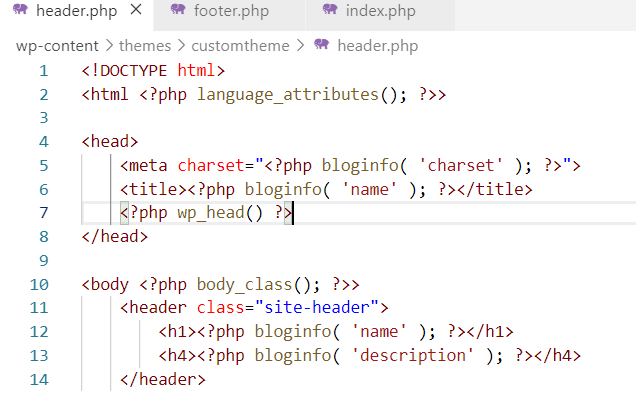 header.php × footer.php index.php
wp-content > themes > customtheme > header.php
1 <!DOCTYPE html>
2 <html <?php language_attributes(); ?>>
3
4 <head>
5 <meta charset="<?php bloginfo( 'charset' ); ?>">
6 <title><?php bloginfo( 'name' ); ?></title>
7 <?php wp_head() ?>
8 </head>
9
10 <body <?php body_class(); ?>>
11 <header class="site-header">
12 <h1><?php bloginfo( 'name' ); ?></h1>
13 <h4><?php bloginfo( 'description' ); ?></h4>
14 </header>